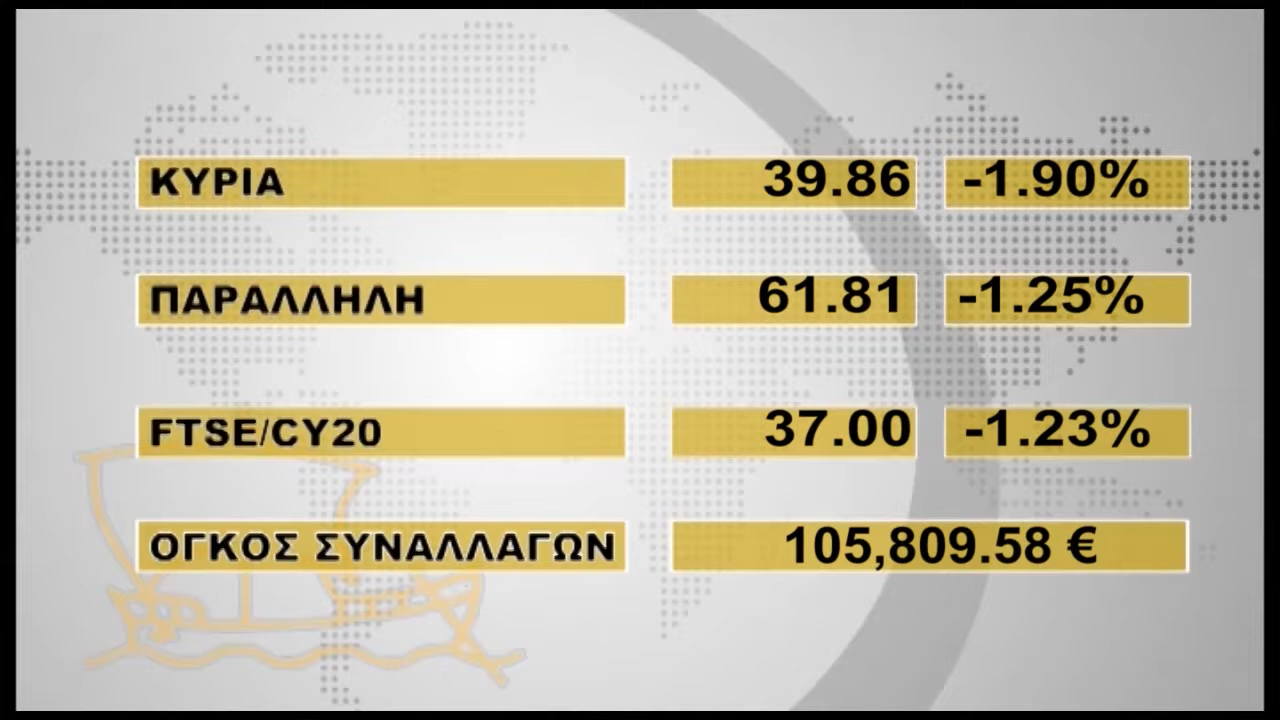 ΚΥΡΙΑ 39.86 -1.90%
ΠΑΡΑΛΛΗΛΗ 61.81 -1.25%
FTSE/CY20 37.00 -1.23%
ΟΓΚΟΣ ΣΥΝΑΛΛΑΓΩΝ 105,809.58 €